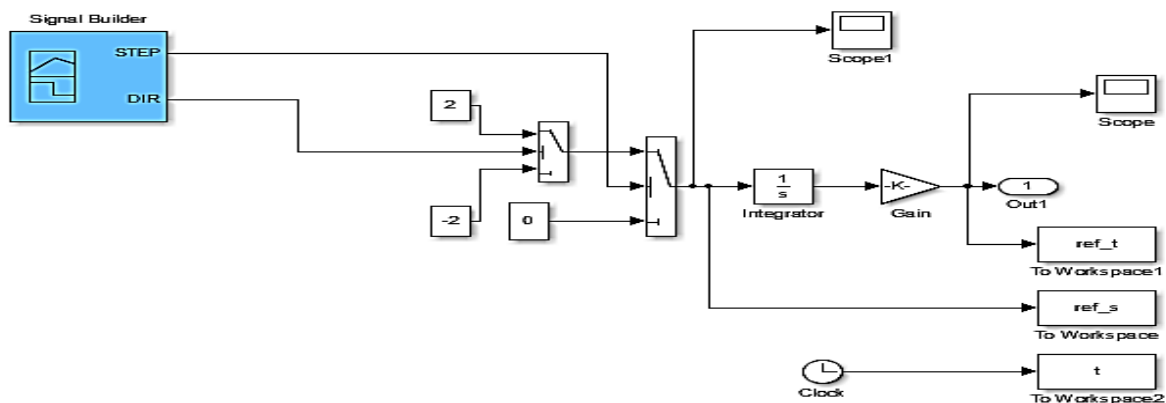 Signal Builder
STEP
DIR
2
-2
0
Scope1
1
s
Integrator
-K-
Gain
Scope
1
Out1
ref_t
To Workspace1
ref_s
To Workspace
Clock
t
To Workspace2